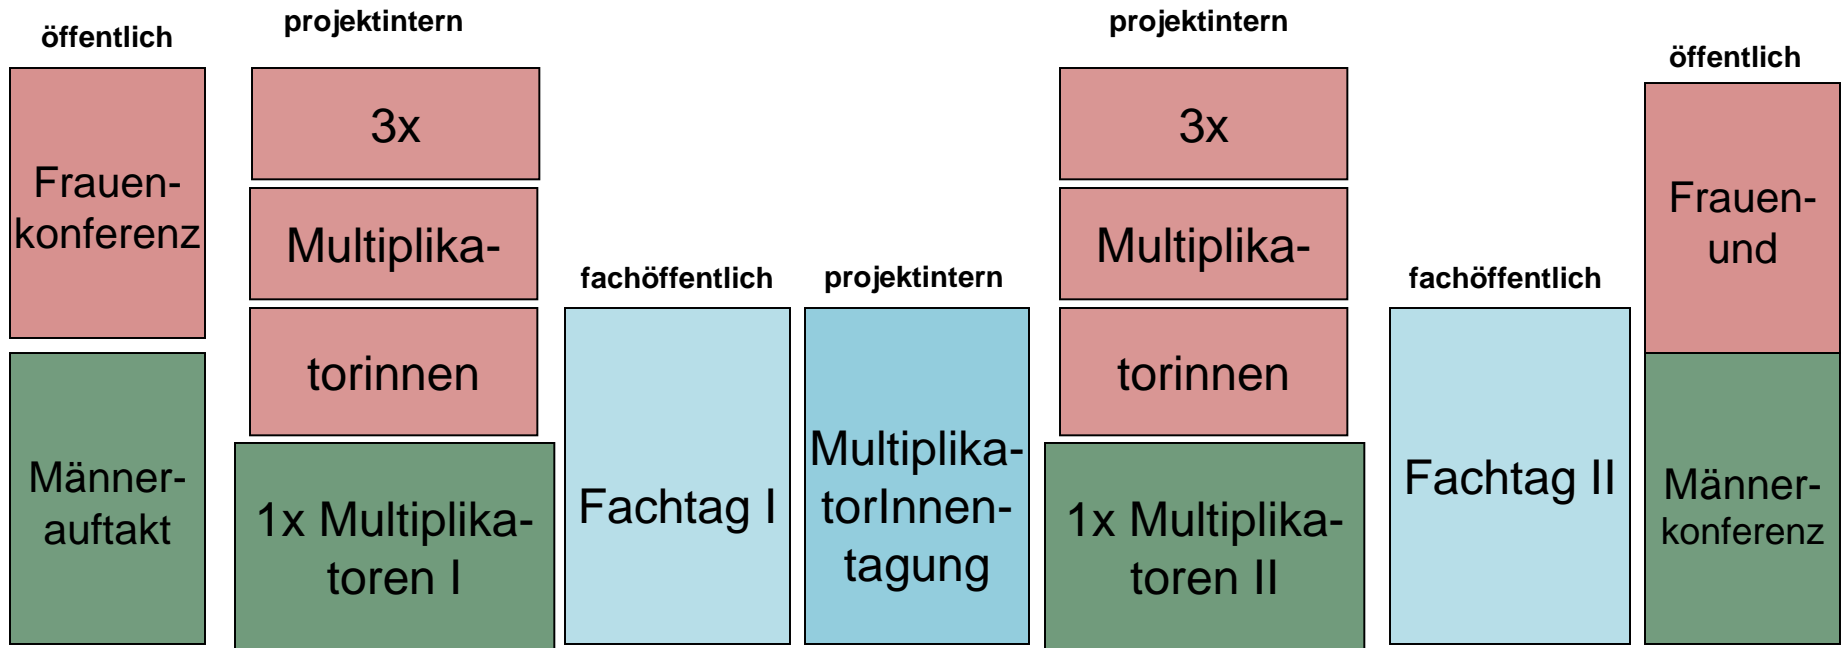 öffentlich
Frauen-
konferenz
Männer-
auftakt
projektintern
3x
Multiplika-
torinnen
1x Multiplika-
toren I
fachöffentlich
Fachtag I
projektintern
Multiplika-
torInnen-
tagung
projektintern
3x
Multiplika-
torinnen
1x Multiplika-
toren II
fachöffentlich
Fachtag II
öffentlich
Frauen-
und
Männer-
konferenz